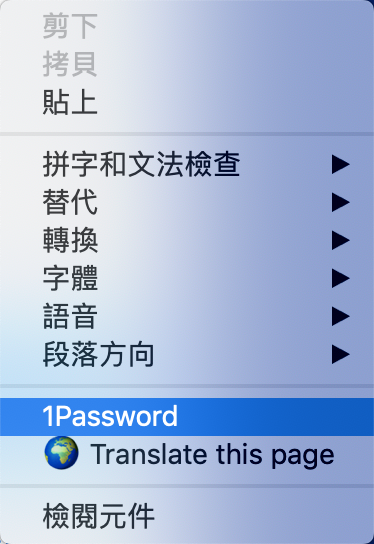 剪下
拷貝
貼上
拼字和文法檢查
替代
轉換
字體
語音
段落方向
1Password
Translate this page
檢閱元件